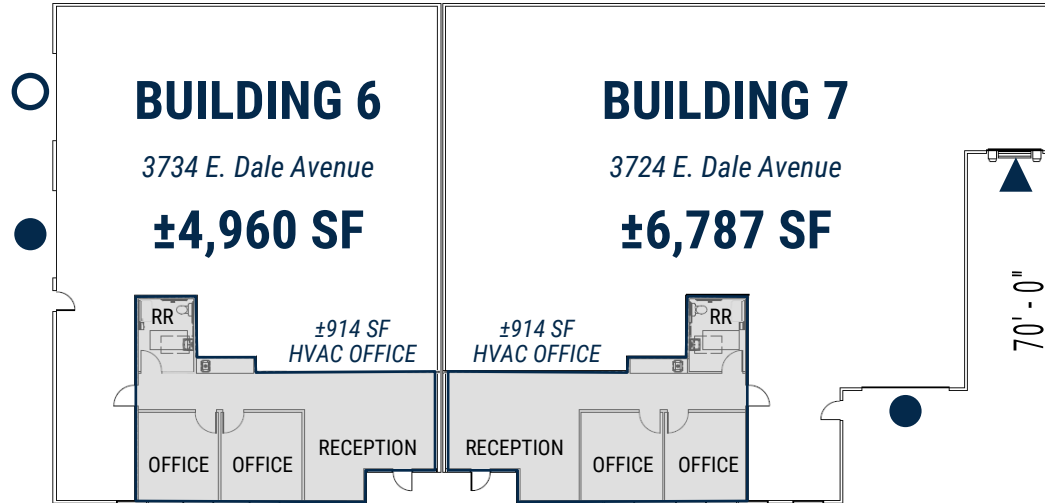 BUILDING 6
3734 E. Dale Avenue
±4,960 SF
RR
±914 SF
HVAC OFFICE
OFFICE
OFFICE
RECEPTION
BUILDING 7
3724 E. Dale Avenue
±6,787 SF
±914 SF
HVAC OFFICE
RR
RECEPTION
OFFICE
OFFICE
70' - 0"